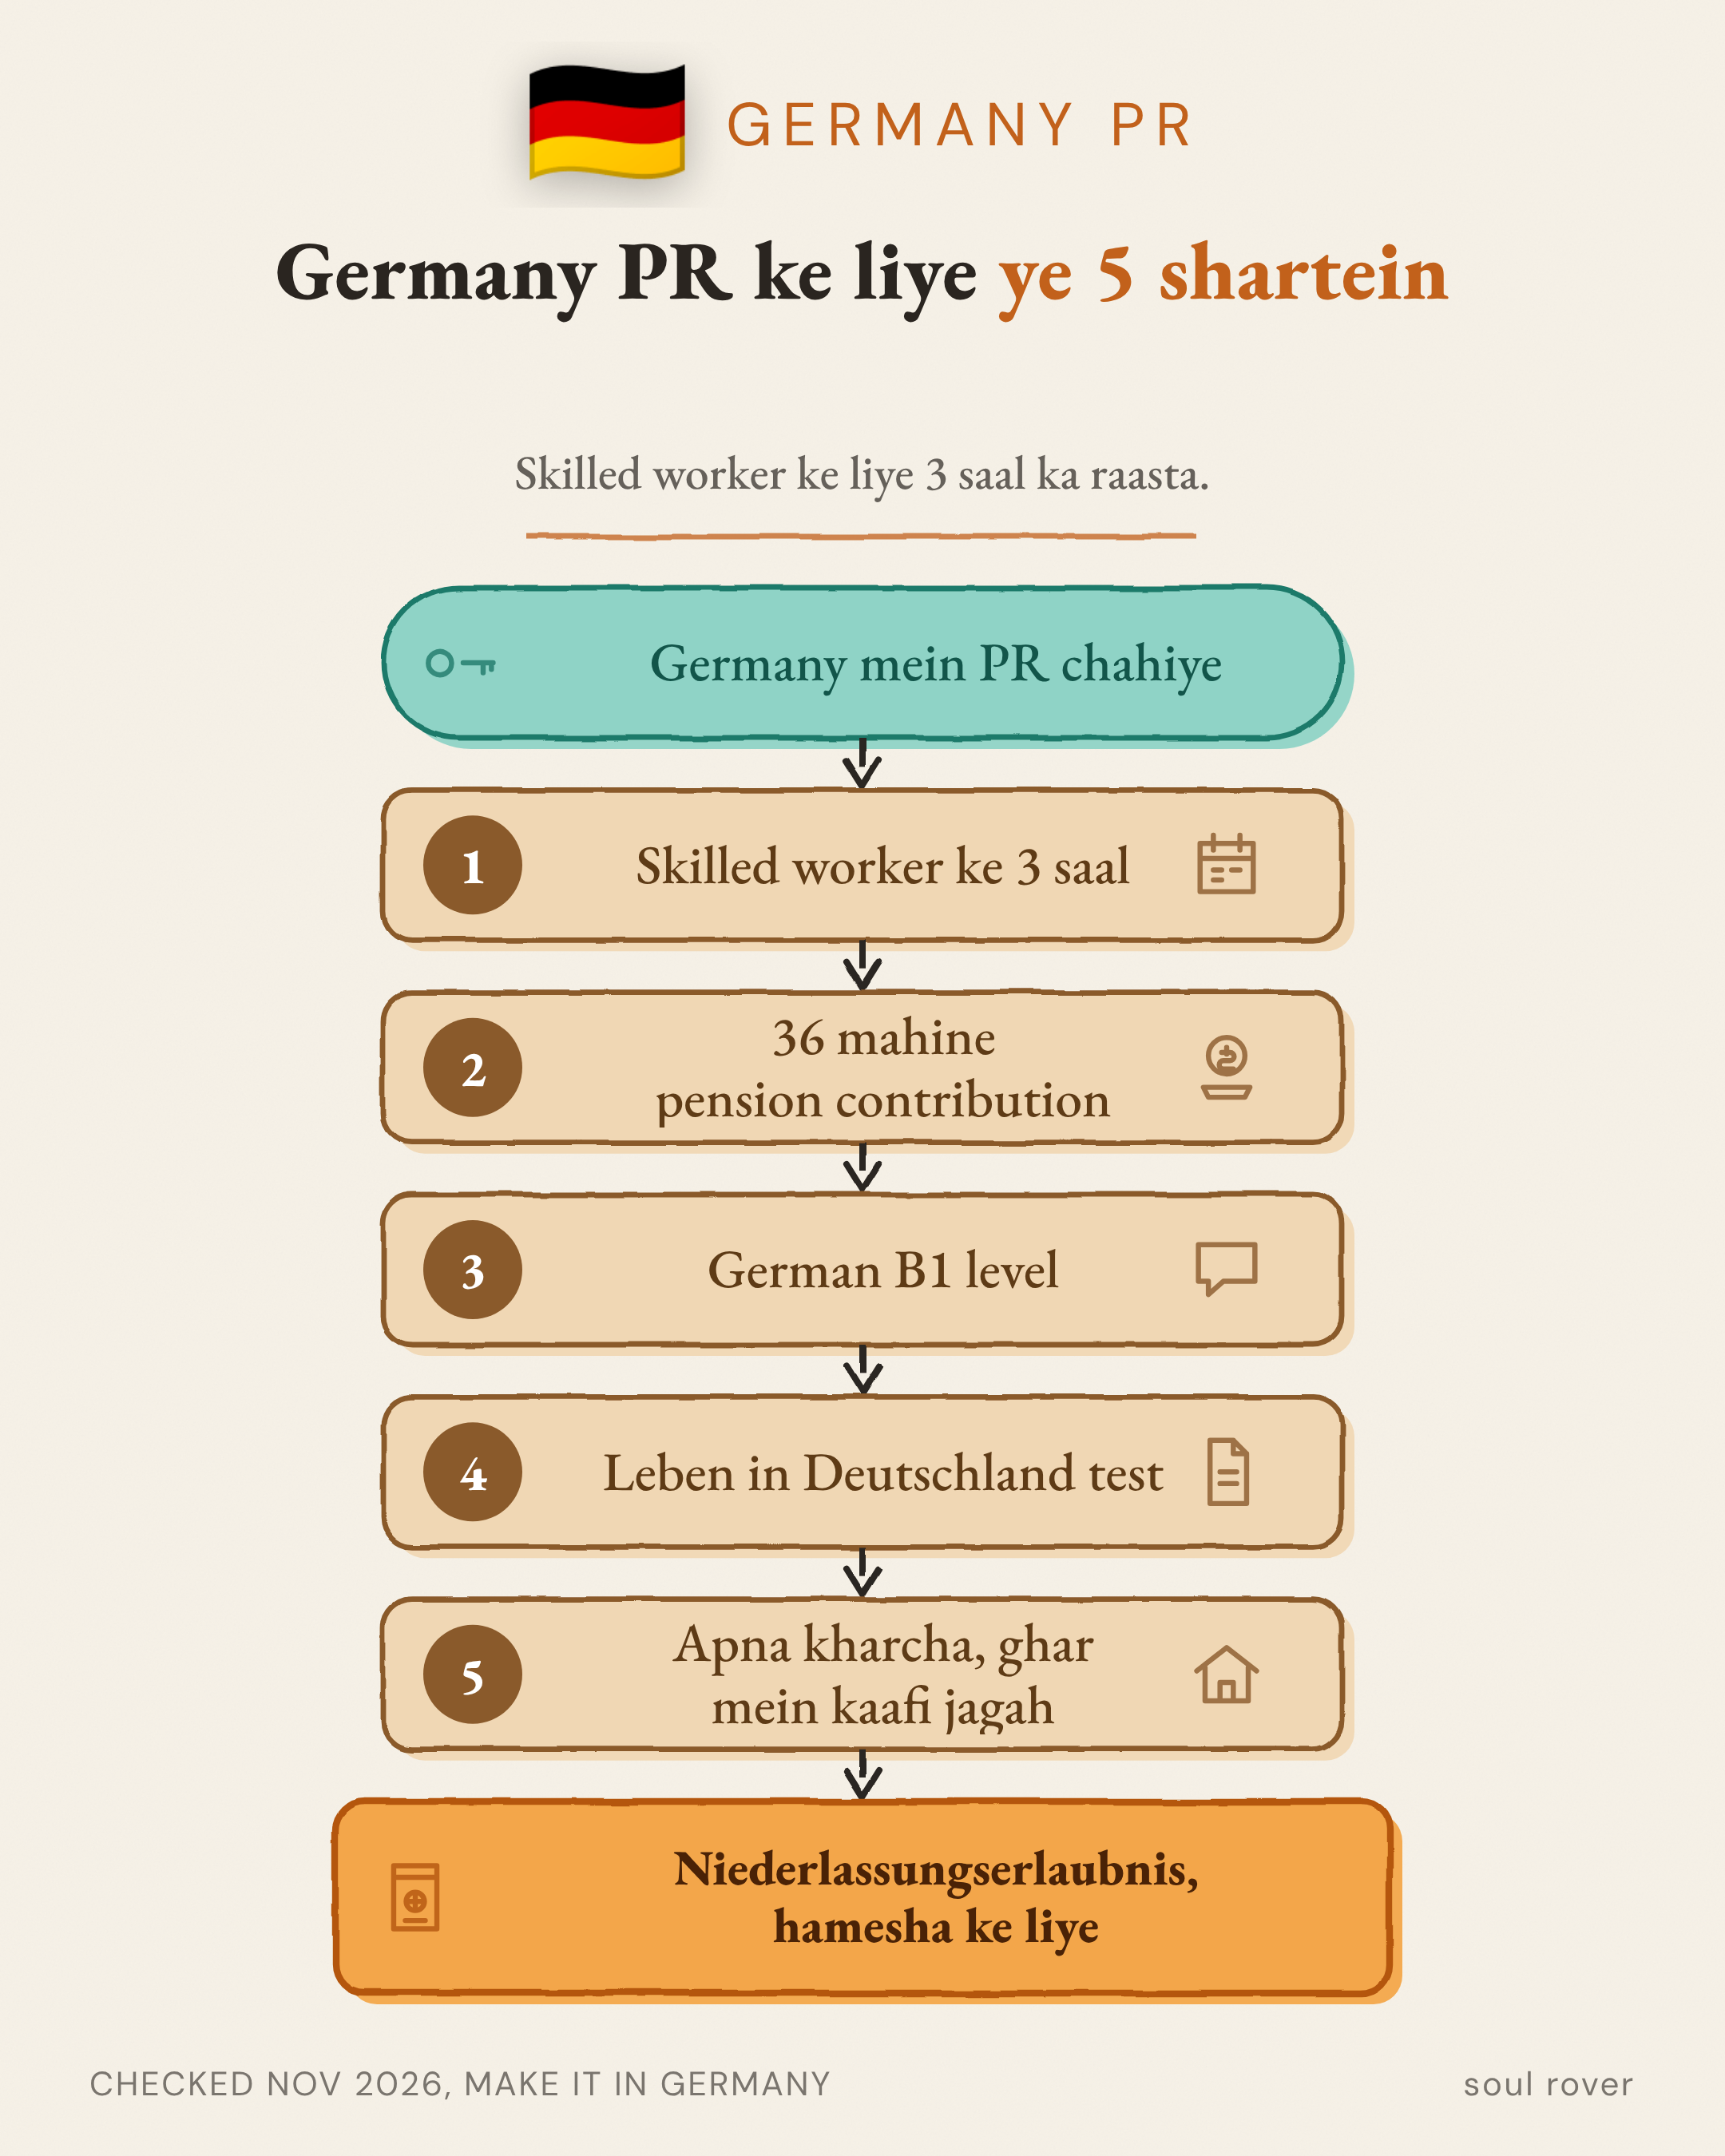 GERMANY PR
Germany PR ke liye ye 5 shartein
Skilled worker ke liye 3 saal ka raasta.
Germany mein PR chahiye
1
Skilled worker ke 3 saal
2
36 mahine
pension contribution
3
German B1 level
4
Leben in Deutschland test
5
Apna kharcha, ghar
mein kaafi jagah
Niederlassungserlaubnis,
hamesha ke liye
CHECKED NOV 2026, MAKE IT IN GERMANY
soul rover